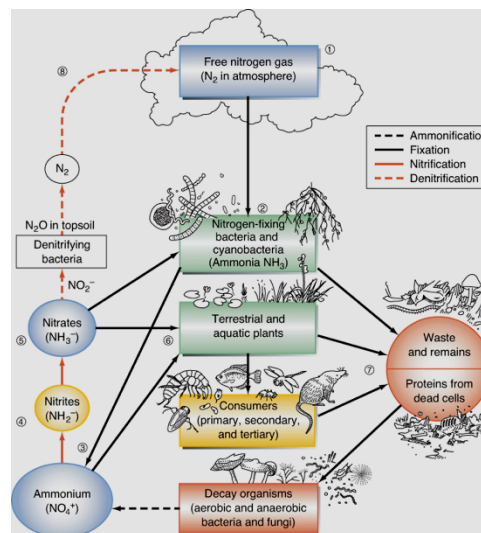 ①
Free nitrogen gas
(N₂ in atmosphere)
⑧
Ammonification
Fixation
Nitrification
Denitrification
N₂
②
Nitrogen-fixing
bacteria and
cyanobacteria
(Ammonia NH₃)
N₂O in topsoil
Denitrifying
bacteria
NO₂⁻
⑤
Nitrates
(NH₃⁻)
⑥
Terrestrial and
aquatic plants
⑦
Waste
and remains
Proteins from
dead cells
④
Nitrites
(NH₂⁻)
Consumers
(primary, secondary,
and tertiary)
③
Ammonium
(NO₄⁺)
Decay organisms
(aerobic and anaerobic
bacteria and fungi)